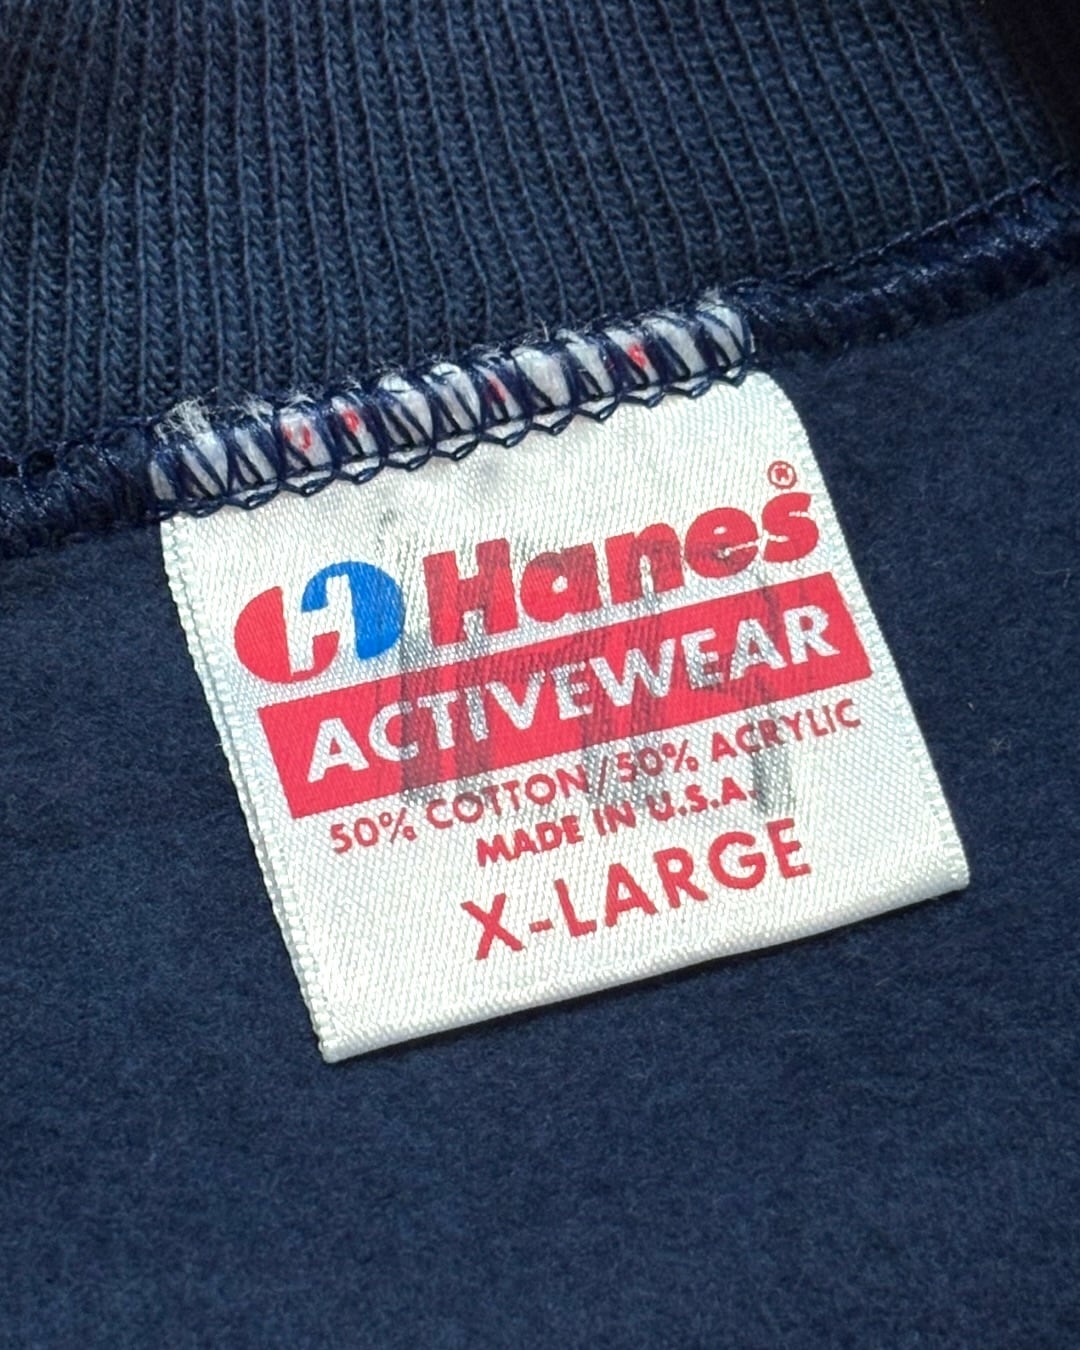 Hanes®
ACTIVEWEAR
50% COTTON/50% ACRYLIC
MADE IN U.S.A.
X-LARGE